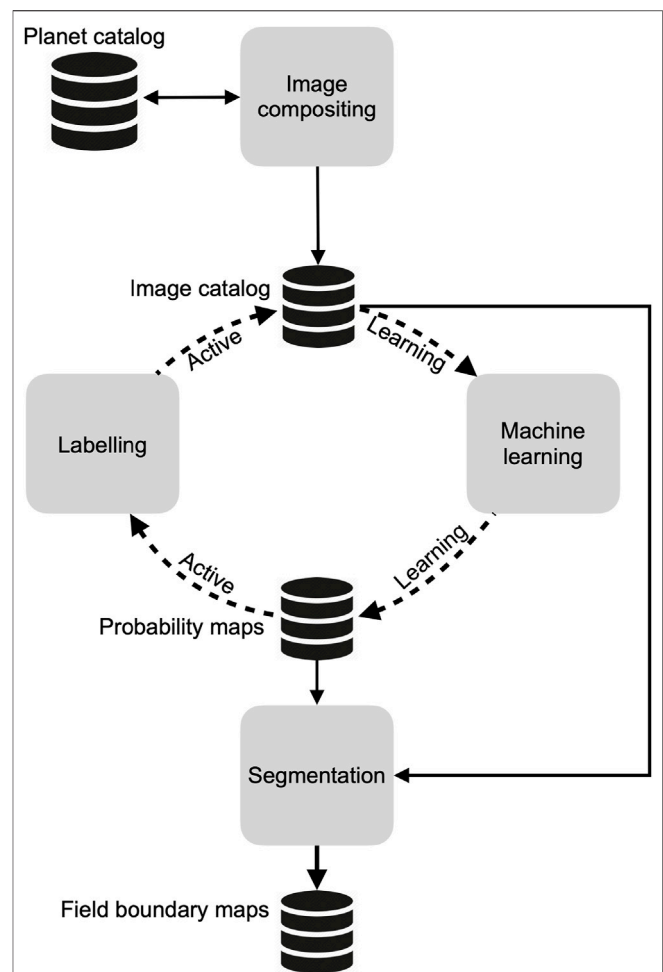 Planet catalog
Image
compositing
Image catalog
Active
Learning
Labelling
Machine
learning
Active
Learning
Probability maps
Segmentation
Field boundary maps